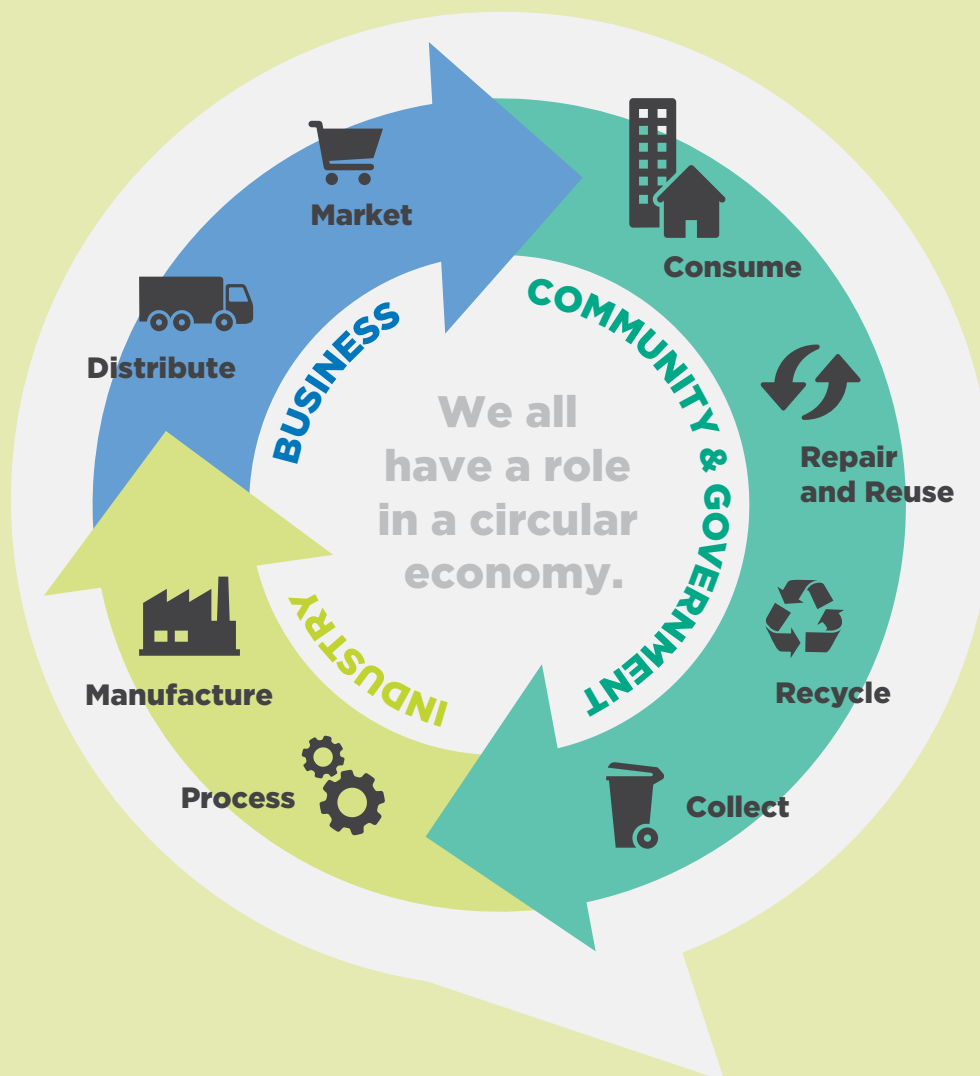 Market
Consume
Distribute
BUSINESS
COMMUNITY & GOVERNMENT
We all
have a role
in a circular
economy.
Repair
and Reuse
INDUSTRY
Manufacture
Recycle
Process
Collect